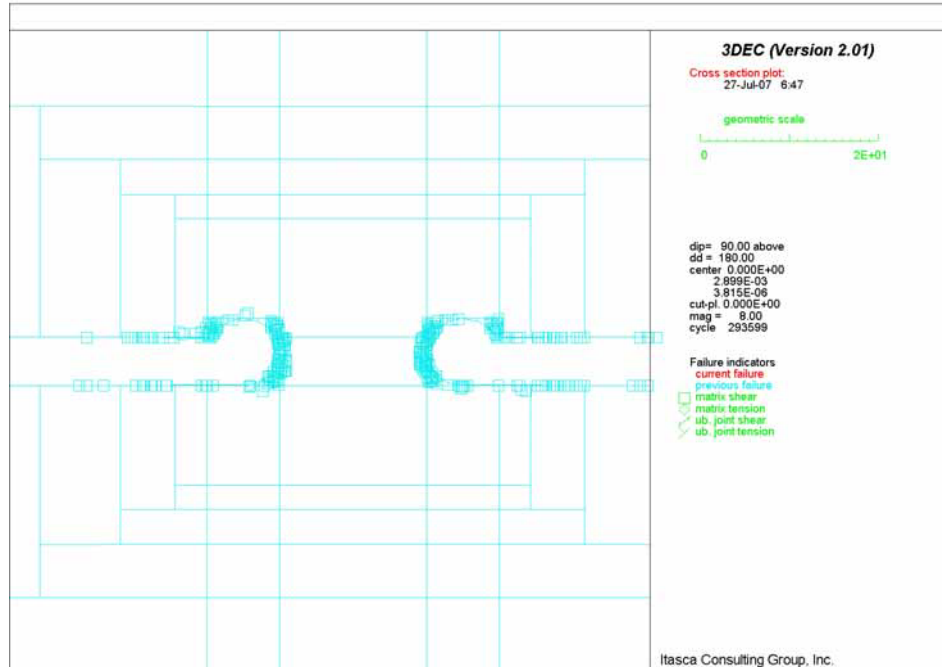 3DEC (Version 2.01)
Cross section plot:
27-Jul-07 6:47
geometric scale
0 2E+01
dip= 90.00 above
dd = 180.00
center 0.000E+00
2.899E-03
3.815E-06
cut-pl. 0.000E+00
mag = 8.00
cycle 293599
Failure indicators
current failure
previous failure
matrix shear
matrix tension
ub. joint shear
ub. joint tension
Itasca Consulting Group, Inc.